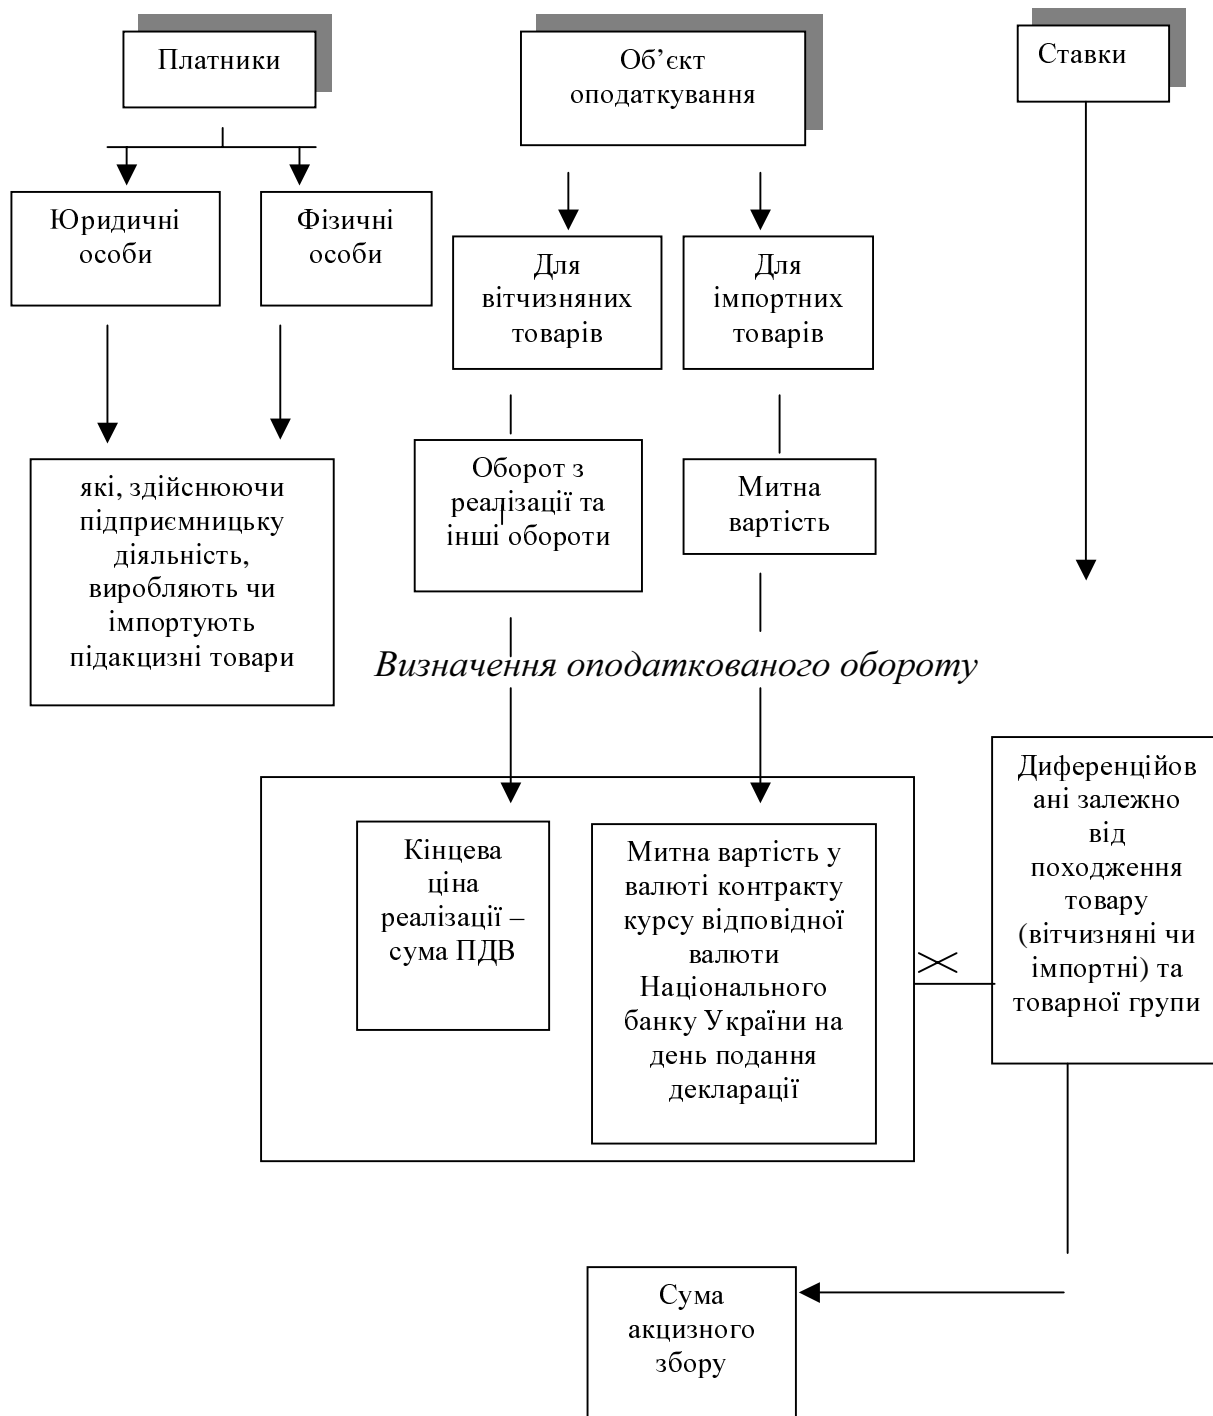 Платники
Об’єкт
оподаткування
Ставки
Юридичні
особи
Фізичні
особи
Для
вітчизняних
товарів
Для
імпортних
товарів
які, здійснюючи
підприємницьку
діяльність,
виробляють чи
імпортують
підакцизні товари
Оборот з
реалізації та
інші обороти
Митна
вартість
Визначення оподаткованого обороту
Кінцева
ціна
реалізації –
сума ПДВ
Митна вартість у
валюті контракту
курсу відповідної
валюти
Національного
банку України на
день подання
декларації
Диференційов
ані залежно
від
походження
товару
(вітчизняні чи
імпортні) та
товарної групи
Сума
акцизного
збору